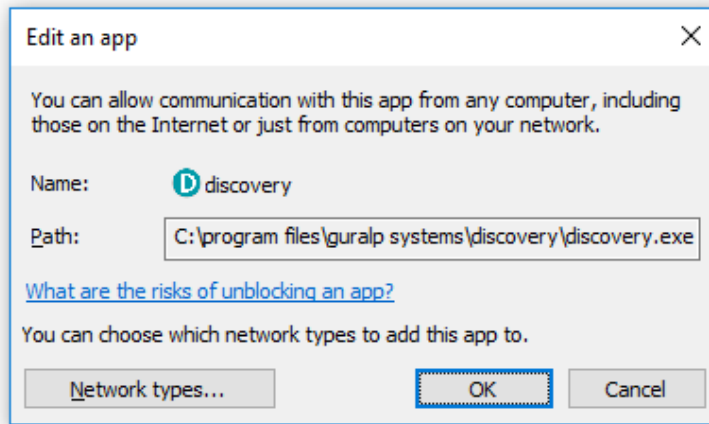 Edit an app
You can allow communication with this app from any computer, including
those on the Internet or just from computers on your network.
Name: D discovery
Path: C:\program files\guralp systems\discovery\discovery.exe
What are the risks of unblocking an app?
You can choose which network types to add this app to.
Network types... OK Cancel